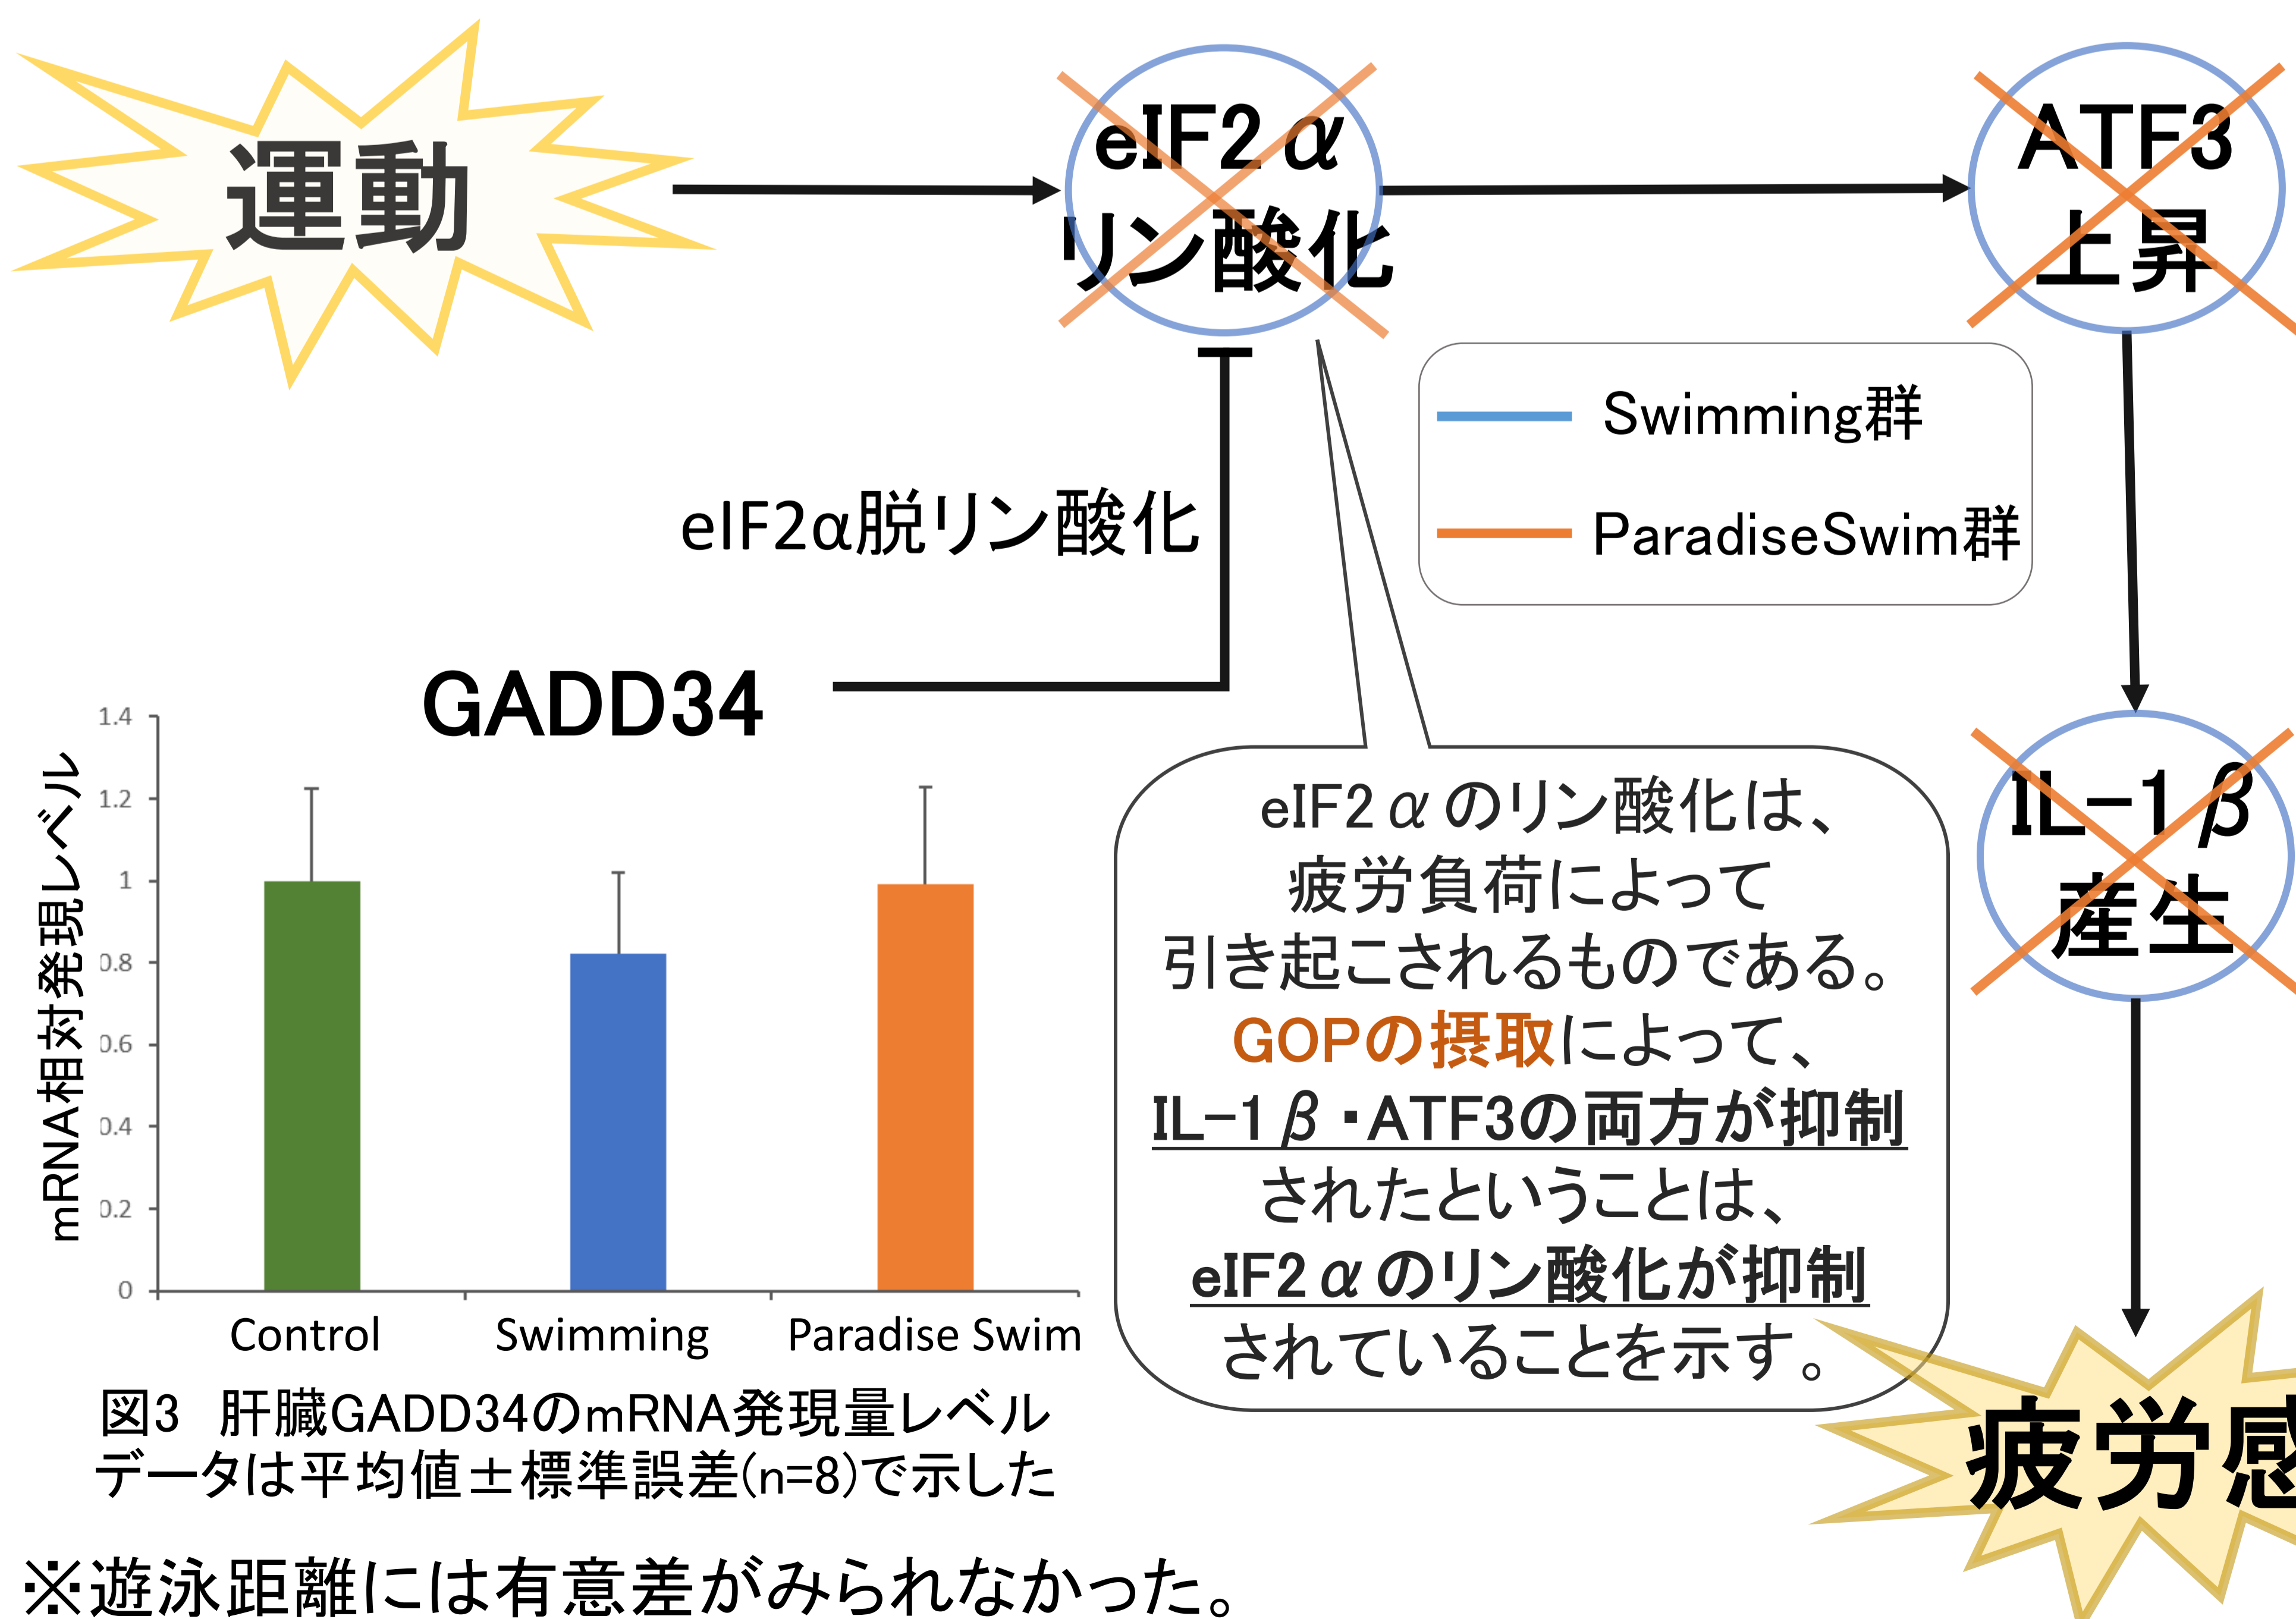 運動
eIF2α
リン酸化
ATF3
上昇
Swimming群
ParadiseSwim群
eIF2α脱リン酸化
GADD34
1.4
1.2
1
0.8
0.6
0.4
0.2
0
mRNA相対発現レベル
Control
Swimming
Paradise Swim
図3 肝臓GADD34のmRNA発現量レベル
データは平均値±標準誤差(n=8)で示した
eIF2αのリン酸化は、
疲労負荷によって
引き起こされるものである。
GOPの摂取によって、
IL-1β・ATF3の両方が抑制
されたということは、
eIF2αのリン酸化が抑制
されていることを示す。
IL-1β
産生
疲労感
※遊泳距離には有意差がみられなかった。